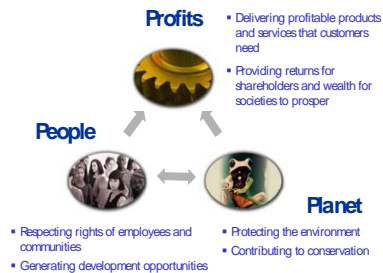 Profits
▪ Delivering profitable products
and services that customers
need
▪ Providing returns for
shareholders and wealth for
societies to prosper
People
▪ Respecting rights of employees and
communities
▪ Generating development opportunities
Planet
▪ Protecting the environment
▪ Contributing to conservation